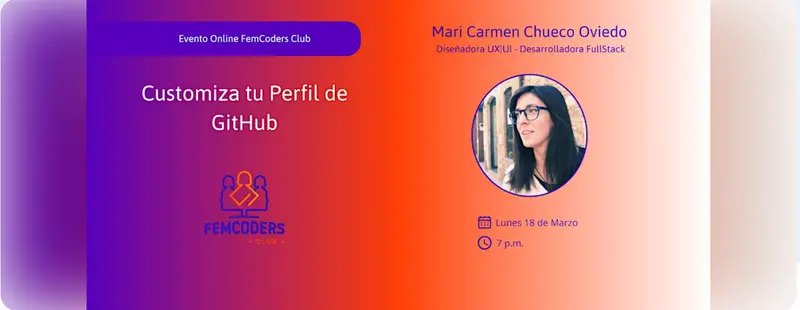 Evento Online FemCoders Club
Customiza tu Perfil de
GitHub
FEMCODERS
• CLUB •
Mari Carmen Chueco Oviedo
Diseñadora UX|UI - Desarrolladora FullStack
Lunes 18 de Marzo
7 p.m.